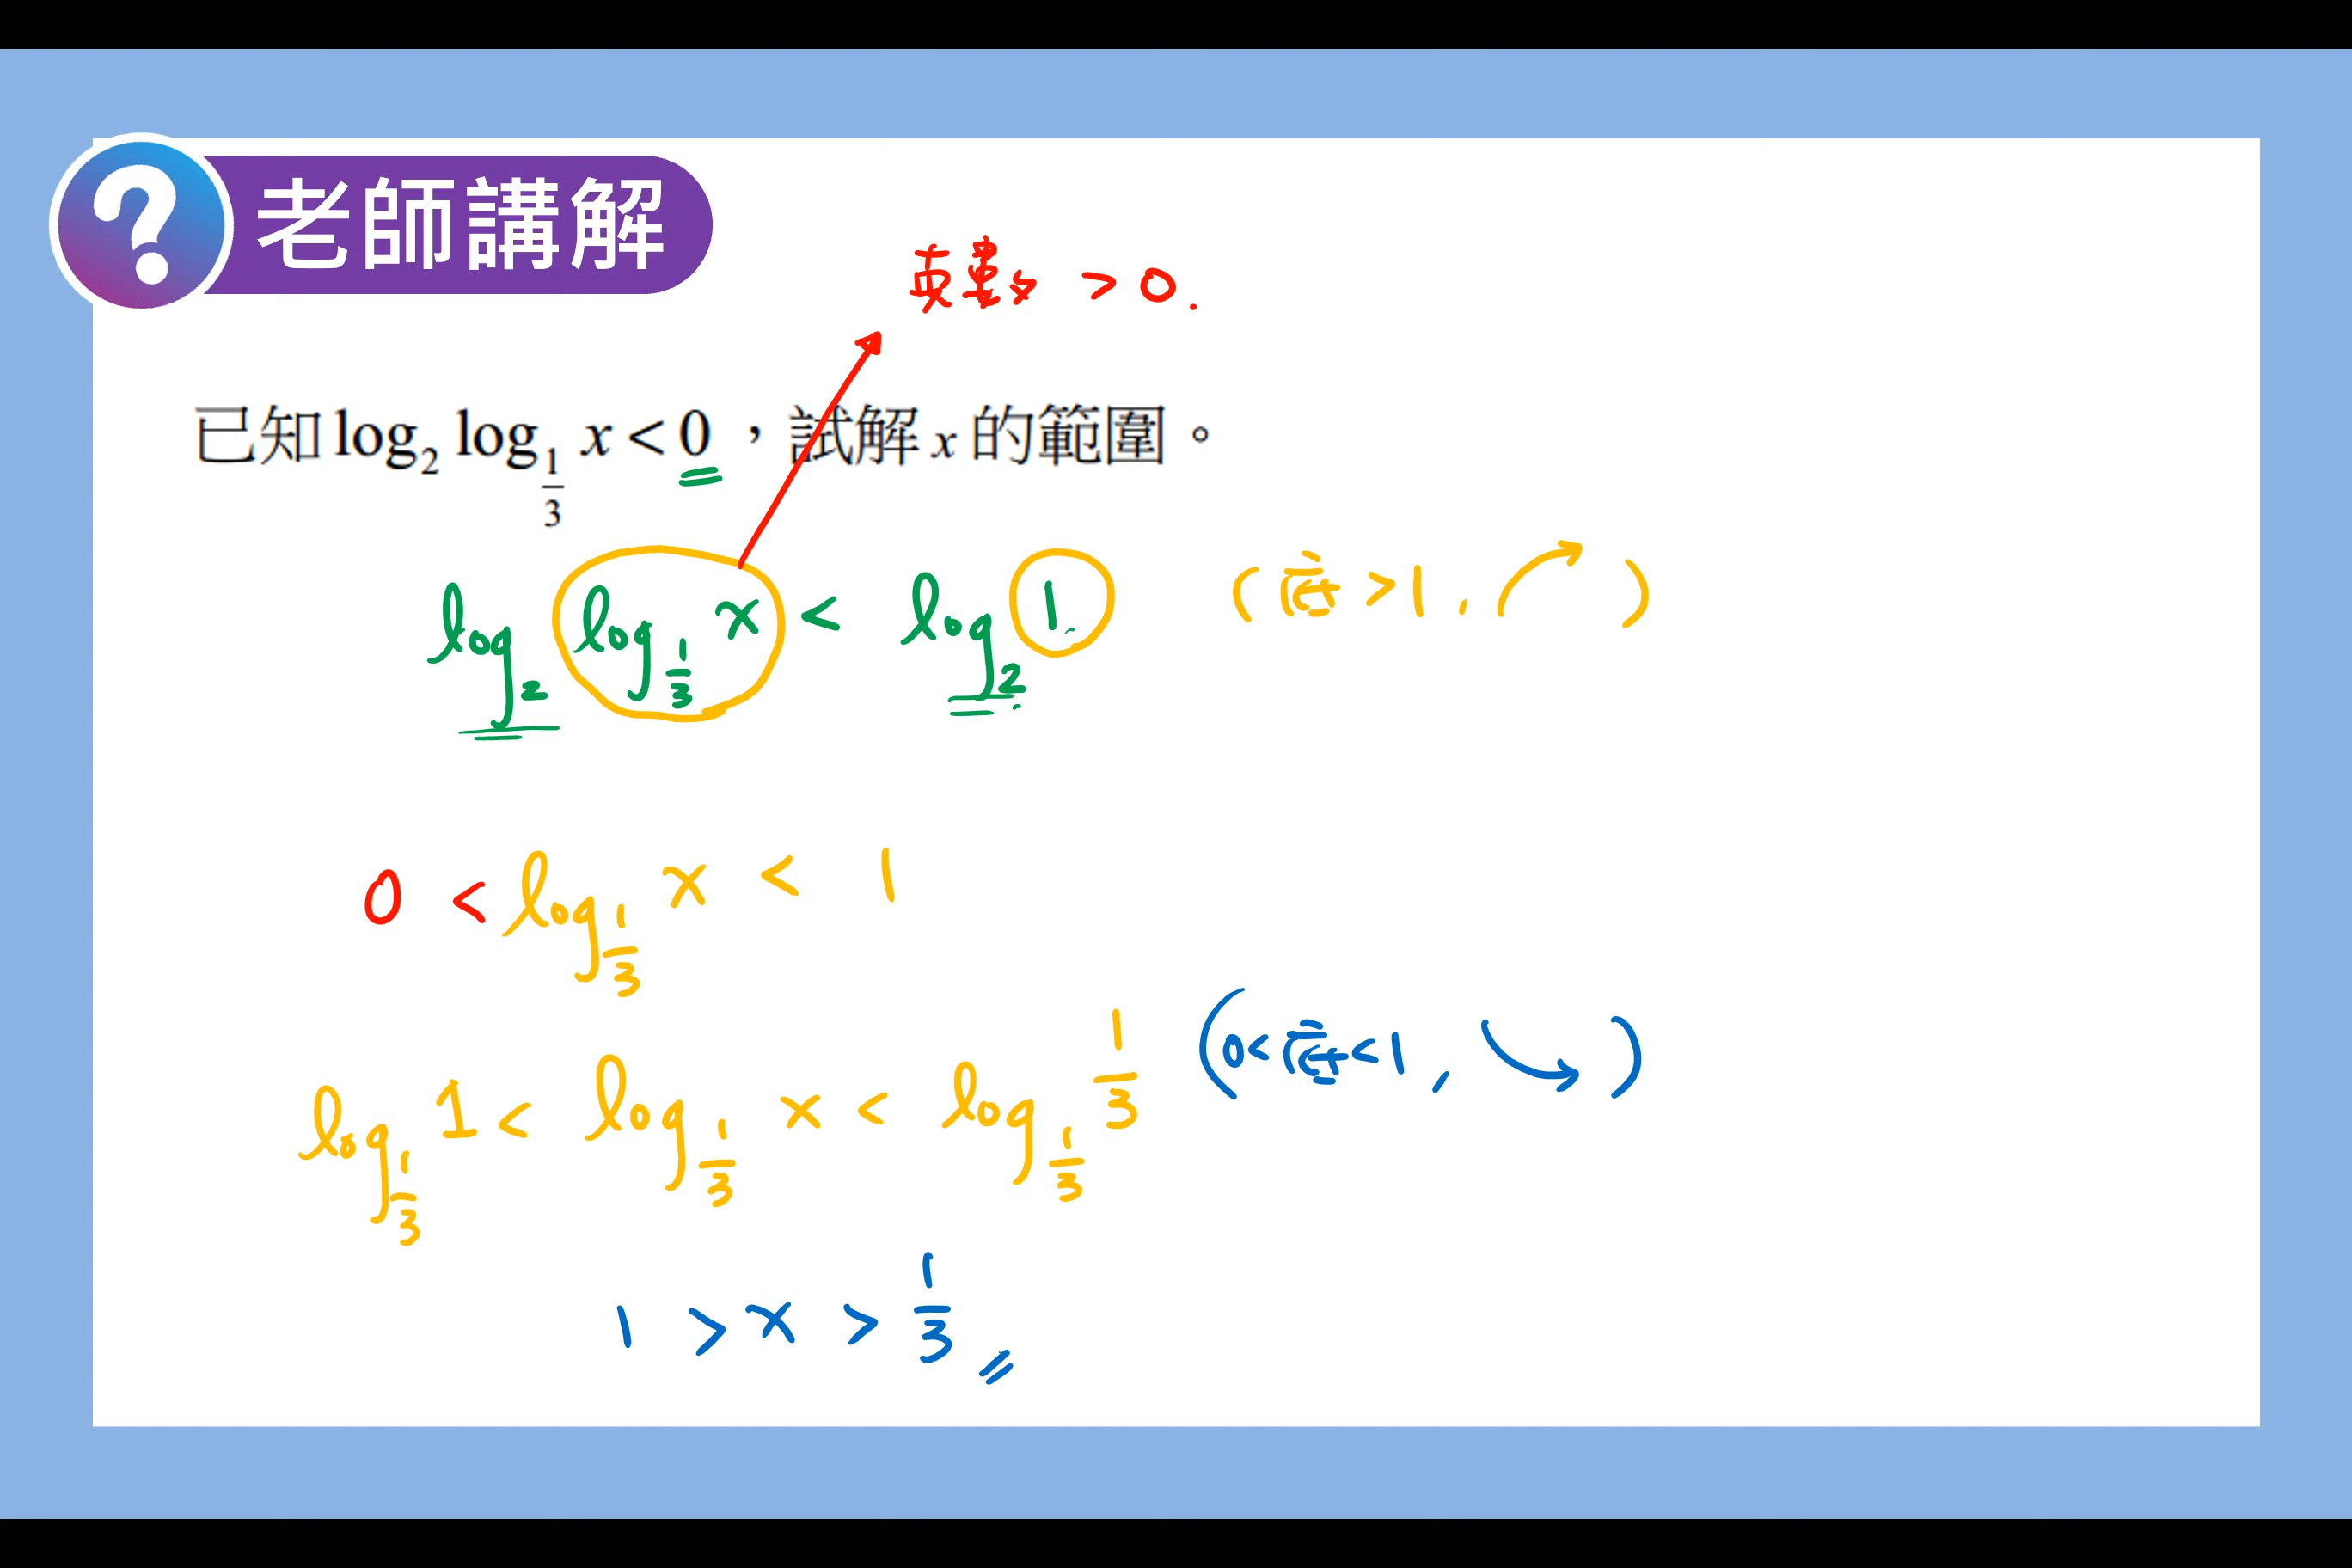 老師講解
真數 > 0.
已知 log₂ log_{1/3} x < 0,試解 x 的範圍。
log₂ log_{1/3} x < log₂ 1 (底 > 1, )
0 < log_{1/3} x < 1
log_{1/3} 1 < log_{1/3} x < log_{1/3} 1/3 (0 < 底 < 1, )
1 > x > 1/3